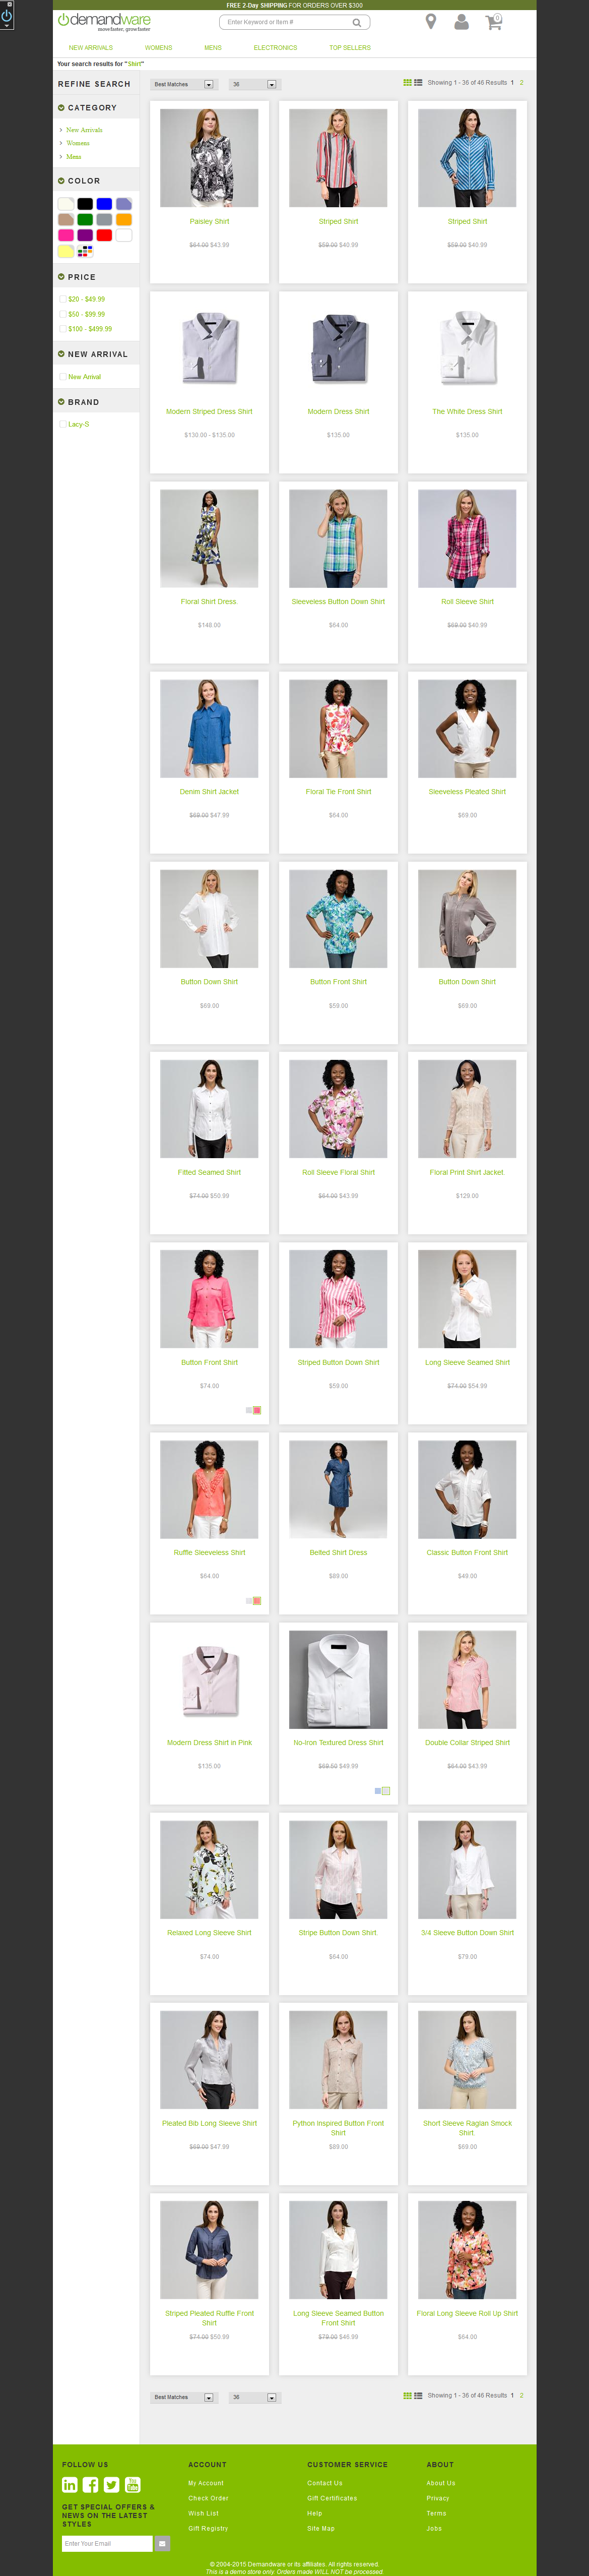 FREE 2-Day SHIPPING FOR ORDERS OVER $300
demandware
move faster, grow faster
Enter Keyword or Item #
0
NEW ARRIVALS WOMENS MENS ELECTRONICS TOP SELLERS
Your search results for "Shirt"
REFINE SEARCH
CATEGORY
New Arrivals
Womens
Mens
COLOR
PRICE
$20 - $49.99
$50 - $99.99
$100 - $499.99
NEW ARRIVAL
New Arrival
BRAND
Lacy-S
Best Matches 36 Showing 1 - 36 of 46 Results 1 2
Paisley Shirt Striped Shirt Striped Shirt
$64.00 $43.99 $59.00 $40.99 $59.00 $40.99
Modern Striped Dress Shirt Modern Dress Shirt The White Dress Shirt
$130.00 - $135.00 $135.00 $135.00
Floral Shirt Dress. Sleeveless Button Down Shirt Roll Sleeve Shirt
$148.00 $64.00 $69.00 $40.99
Denim Shirt Jacket Floral Tie Front Shirt Sleeveless Pleated Shirt
$69.00 $47.99 $64.00 $69.00
Button Down Shirt Button Front Shirt Button Down Shirt
$69.00 $59.00 $69.00
Fitted Seamed Shirt Roll Sleeve Floral Shirt Floral Print Shirt Jacket.
$74.00 $50.99 $64.00 $43.99 $129.00
Button Front Shirt Striped Button Down Shirt Long Sleeve Seamed Shirt
$74.00 $59.00 $74.00 $54.99
Ruffle Sleeveless Shirt Belted Shirt Dress Classic Button Front Shirt
$64.00 $89.00 $49.00
Modern Dress Shirt in Pink No-Iron Textured Dress Shirt Double Collar Striped Shirt
$135.00 $69.50 $49.99 $64.00 $43.99
Relaxed Long Sleeve Shirt Stripe Button Down Shirt 3/4 Sleeve Button Down Shirt
$74.00 $64.00 $79.00
Pleated Bib Long Sleeve Shirt Python Inspired Button Front Shirt Short Sleeve Raglan Smock Shirt.
$69.00 $47.99 $89.00 $69.00
Striped Pleated Ruffle Front Shirt Long Sleeve Seamed Button Front Shirt Floral Long Sleeve Roll Up Shirt
$74.00 $50.99 $79.00 $46.99 $64.00
Best Matches 36 Showing 1 - 36 of 46 Results 1 2
FOLLOW US
GET SPECIAL OFFERS &
NEWS ON THE LATEST
STYLES
Enter Your Email
ACCOUNT
My Account
Check Order
Wish List
Gift Registry
CUSTOMER SERVICE
Contact Us
Gift Certificates
Help
Site Map
ABOUT
About Us
Privacy
Terms
Jobs
© 2004-2015 Demandware or its affiliates. All rights reserved.
This is a demo store only. Orders made WILL NOT be processed.